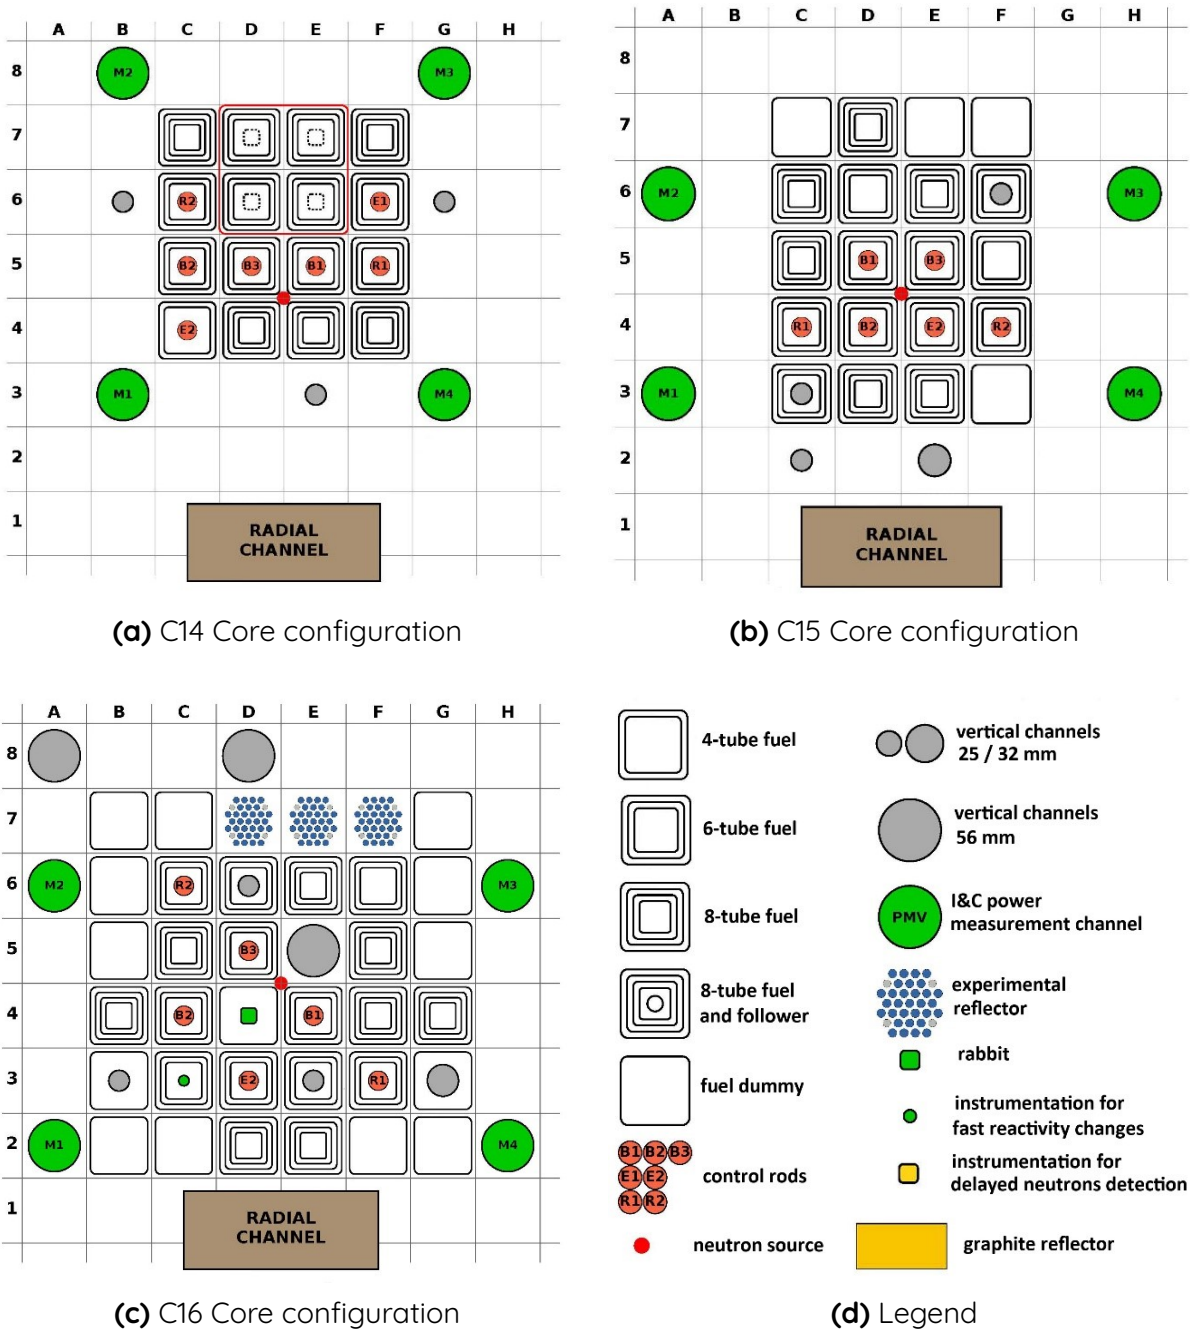 A B C D E F G H
8 M2 M3
7
6 R2 E1
5 B2 B3 B1 R1
4 E2
3 M1 M4
2
1 RADIAL
CHANNEL
(a) C14 Core configuration
A B C D E F G H
8
7
6 M2 M3
5 B1 B3
4 R1 B2 E2 R2
3 M1 M4
2
1 RADIAL
CHANNEL
(b) C15 Core configuration
A B C D E F G H
8
7
6 M2 R2 M3
5 B3
4 B2 B1
3 E2 R1
2 M1 M4
1 RADIAL
CHANNEL
(c) C16 Core configuration
4-tube fuel
6-tube fuel
8-tube fuel
8-tube fuel
and follower
fuel dummy
B1 B2 B3
E1 E2
R1 R2
control rods
neutron source
vertical channels
25 / 32 mm
vertical channels
56 mm
PMV
I&C power
measurement channel
experimental
reflector
rabbit
instrumentation for
fast reactivity changes
instrumentation for
delayed neutrons detection
graphite reflector
(d) Legend